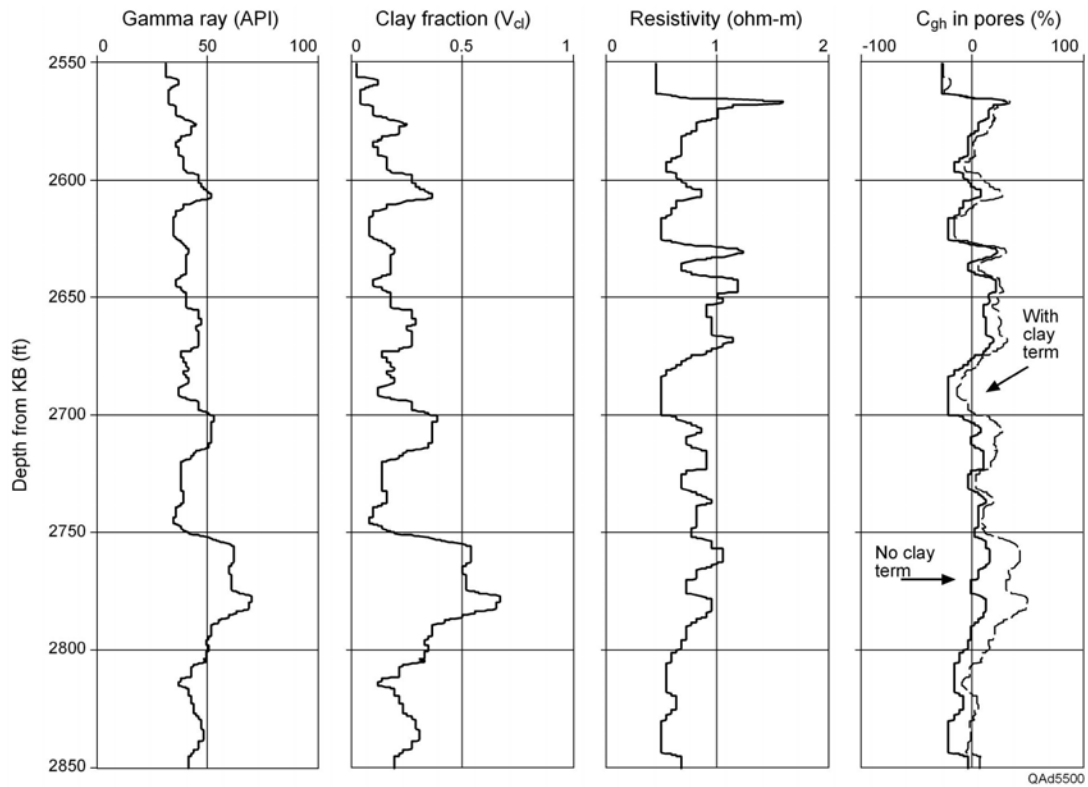 Gamma ray (API)
Clay fraction (Vcl)
Resistivity (ohm-m)
Cgh in pores (%)
0 50 100
0 0.5 1
0 1 2
-100 0 100
Depth from KB (ft)
2550
2600
2650
2700
2750
2800
2850
With
clay
term
No clay
term
QAd5500